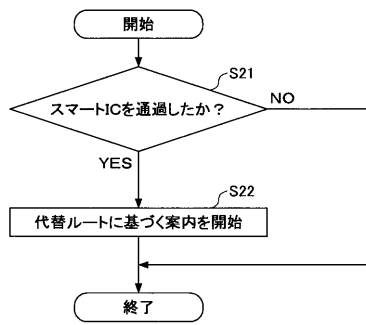 開始
S21
スマートICを通過したか？
NO
YES
S22
代替ルートに基づく案内を開始
終了